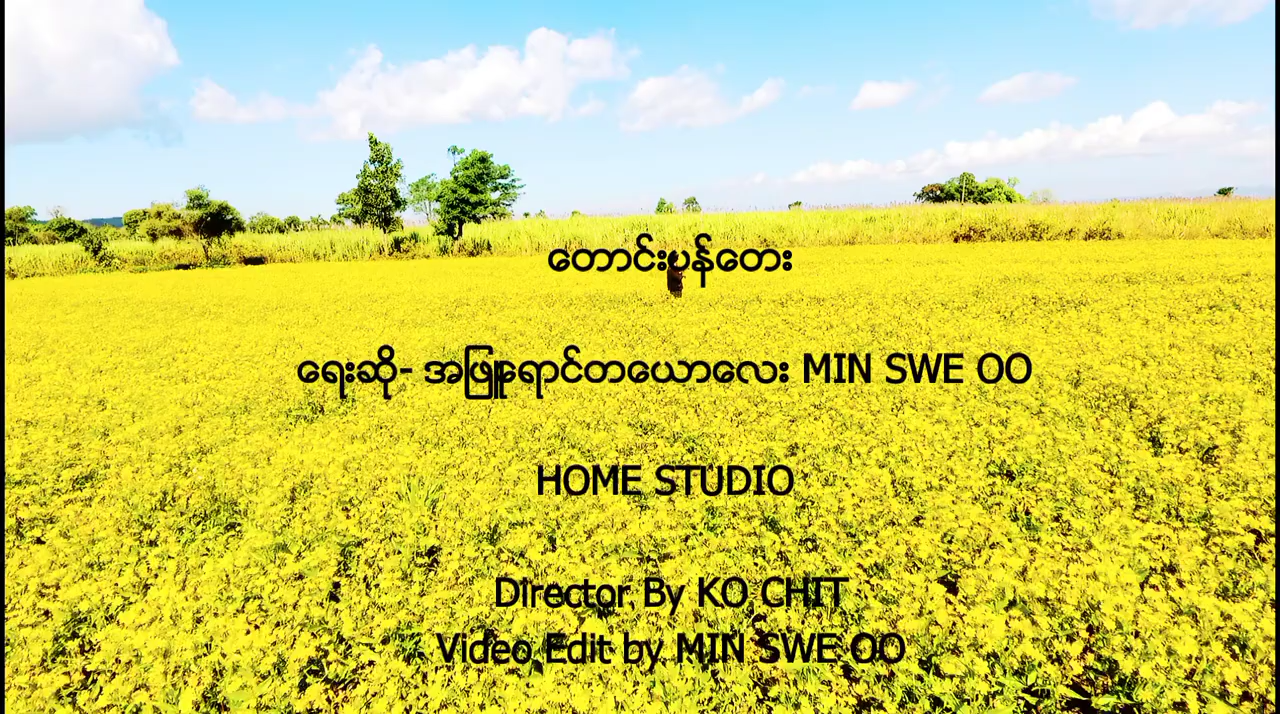 တောင်းပန်တေး
ရေးဆို- အဖြူရောင်တယောလေး MIN SWE OO
HOME STUDIO
Director By KO CHIT
Video Edit by MIN SWE OO